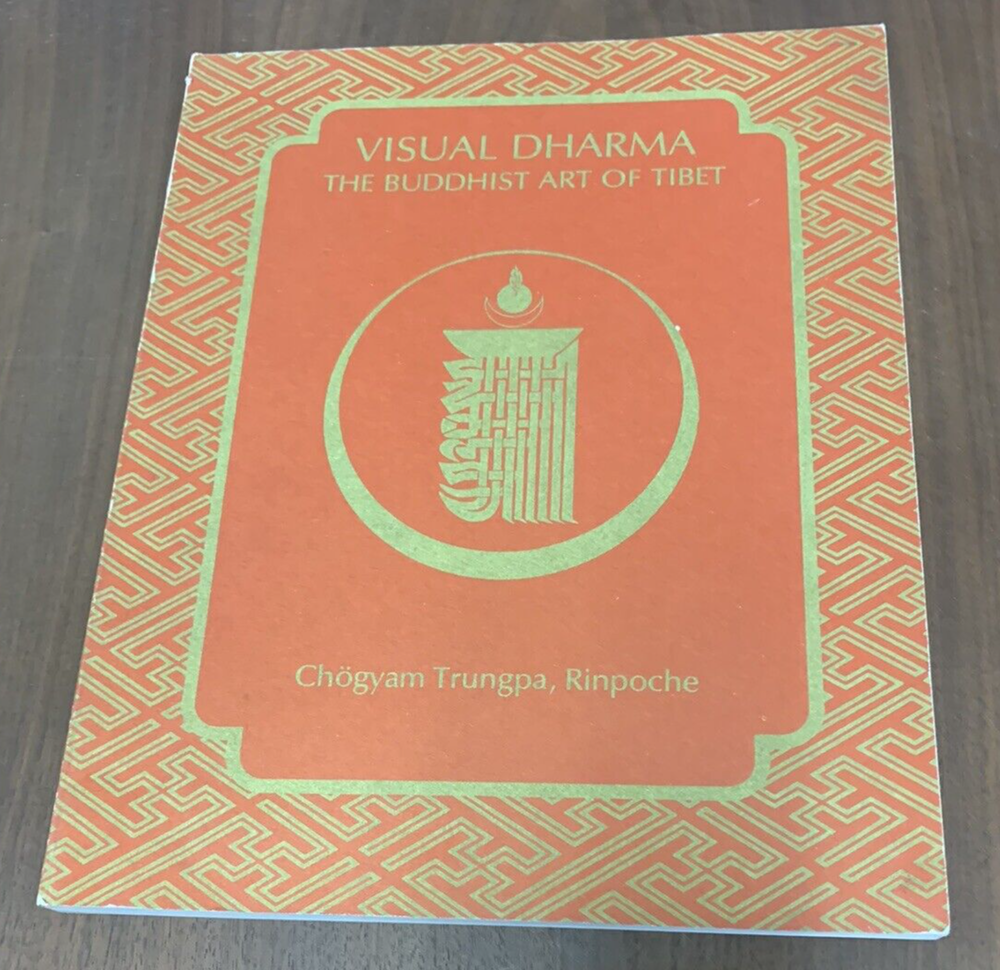 VISUAL DHARMA
THE BUDDHIST ART OF TIBET
Chögyam Trungpa, Rinpoche